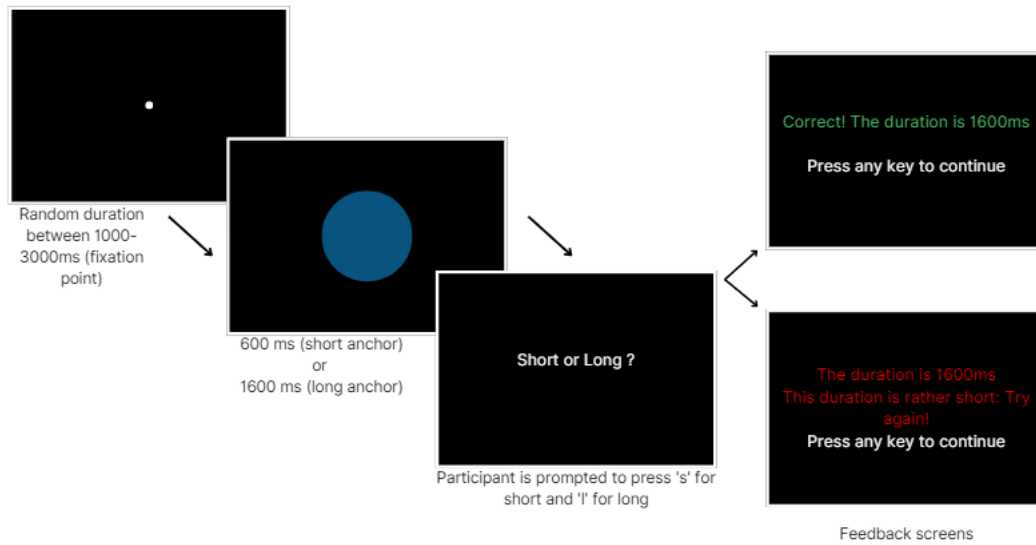 Random duration
between 1000-
3000ms (fixation
point)
600 ms (short anchor)
or
1600 ms (long anchor)
Short or Long ?
Participant is prompted to press 's' for
short and 'l' for long
Correct! The duration is 1600ms
Press any key to continue
The duration is 1600ms
This duration is rather short: Try
again!
Press any key to continue
Feedback screens